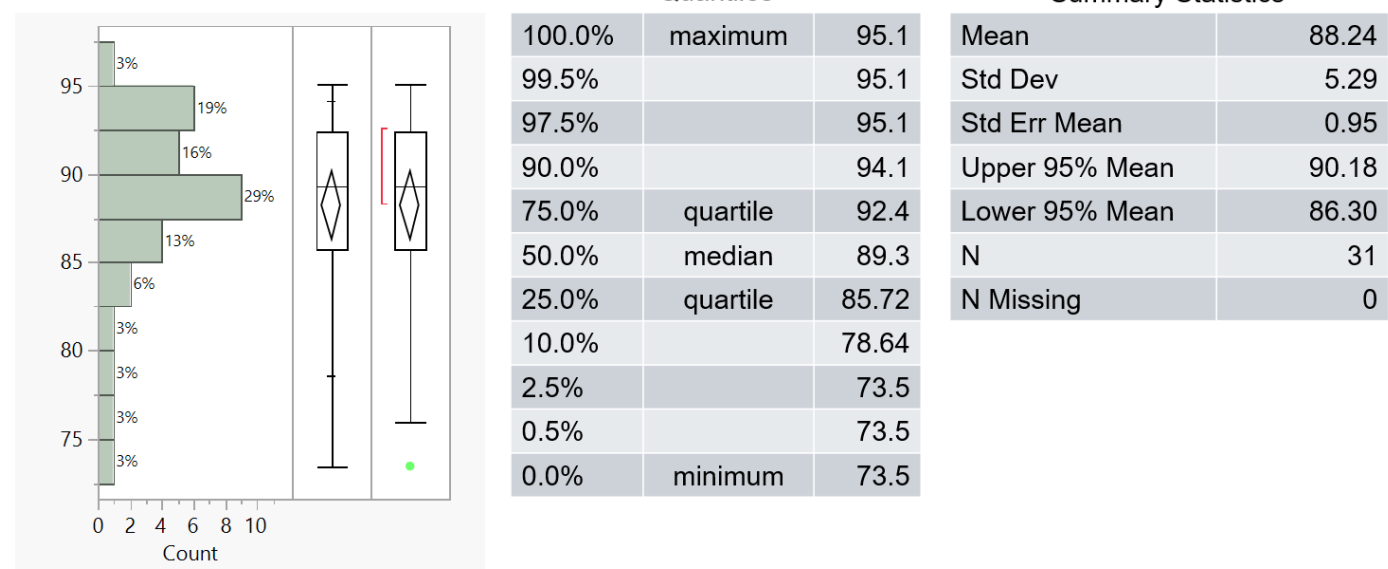 3%
95
19%
16%
90
29%
13%
85
6%
3%
80
3%
3%
75
3%
0 2 4 6 8 10
Count
100.0% maximum 95.1
99.5% 95.1
97.5% 95.1
90.0% 94.1
75.0% quartile 92.4
50.0% median 89.3
25.0% quartile 85.72
10.0% 78.64
2.5% 73.5
0.5% 73.5
0.0% minimum 73.5
Summary Statistics
Mean 88.24
Std Dev 5.29
Std Err Mean 0.95
Upper 95% Mean 90.18
Lower 95% Mean 86.30
N 31
N Missing 0